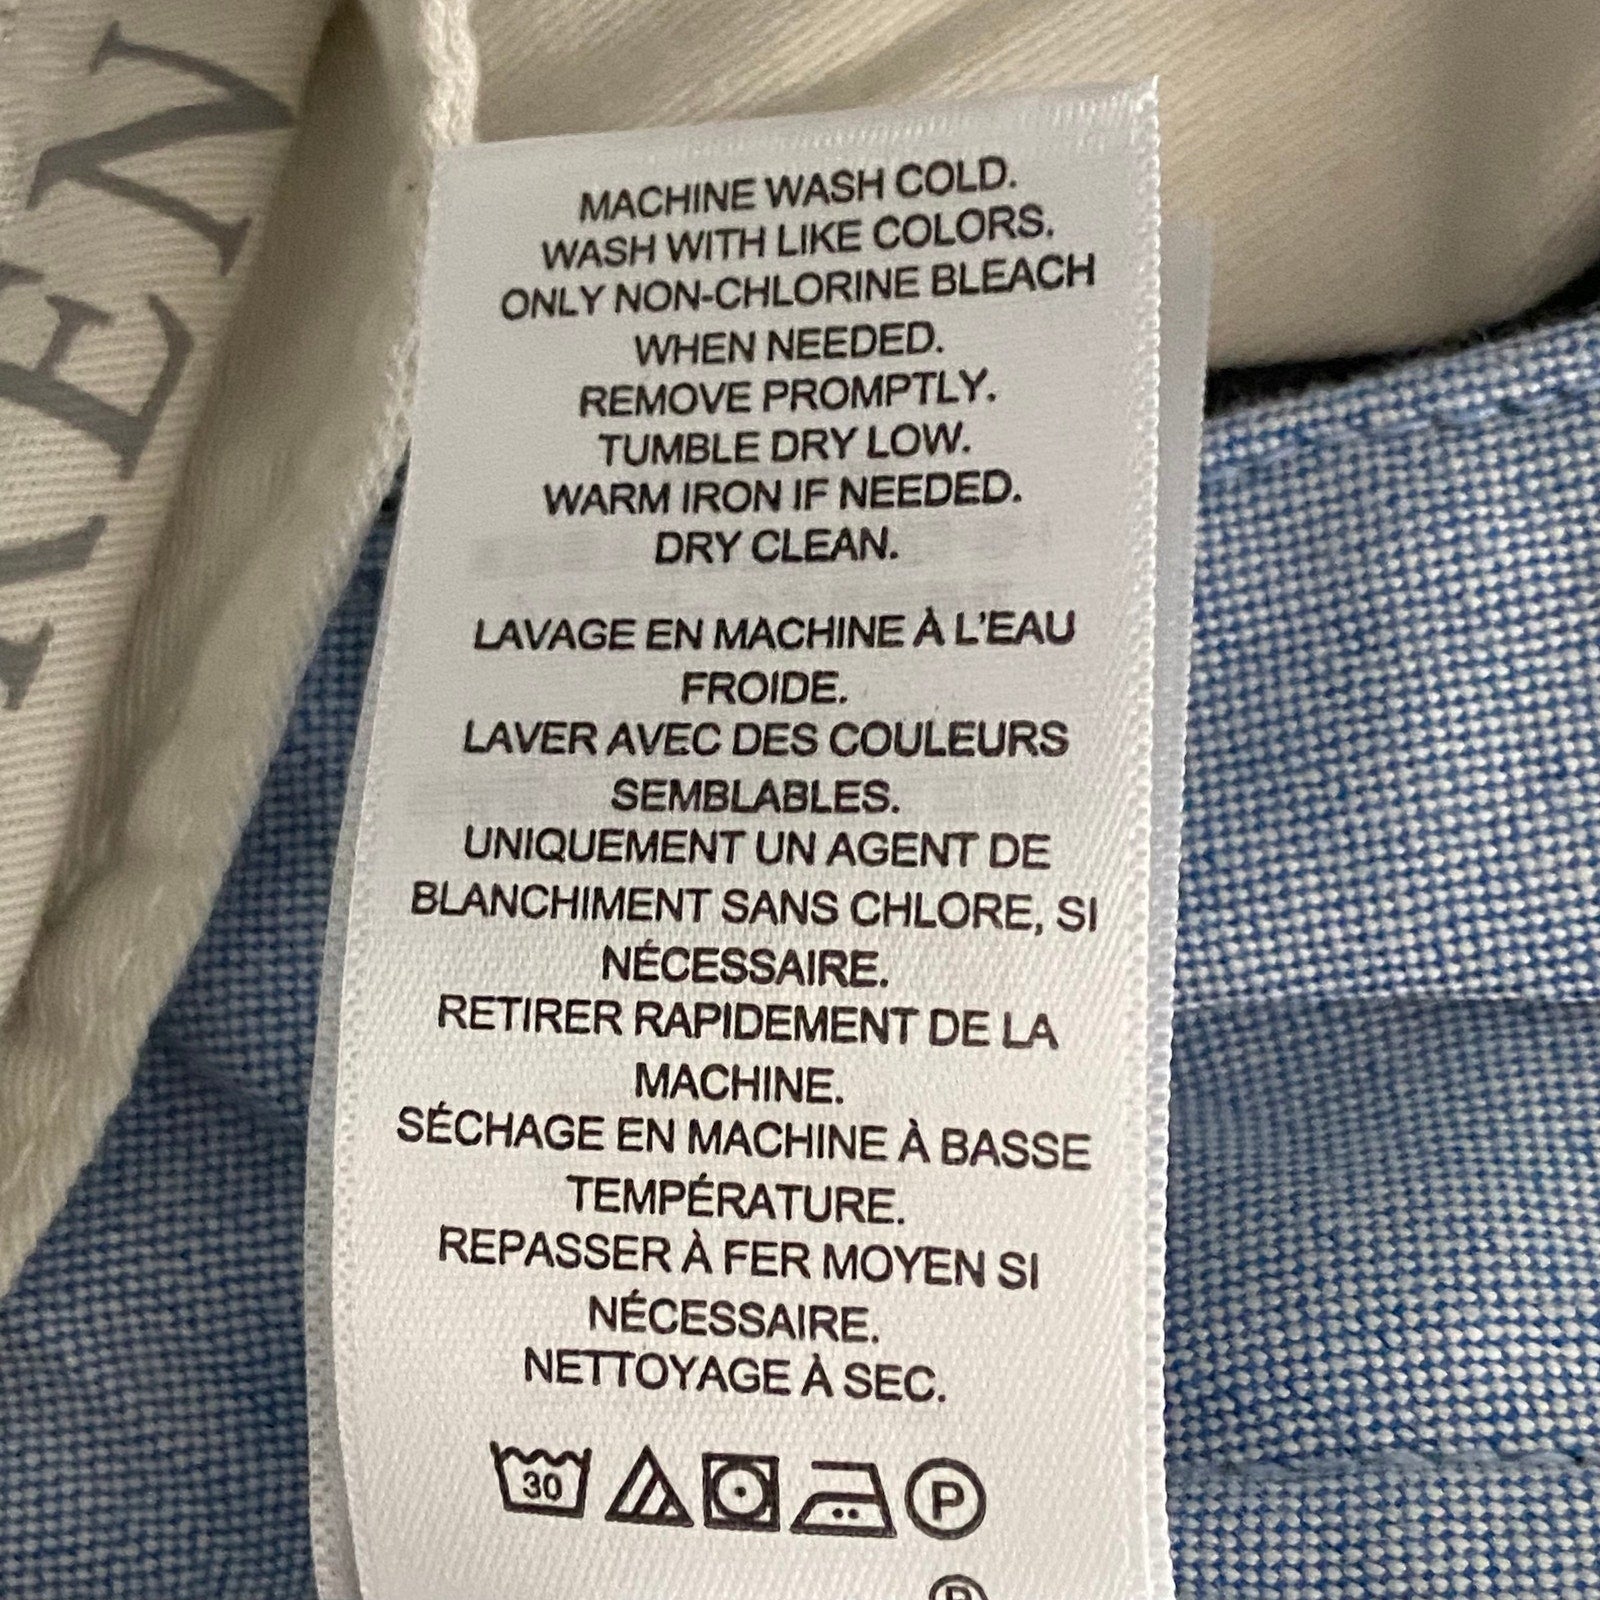 MEN
MACHINE WASH COLD.
WASH WITH LIKE COLORS.
ONLY NON-CHLORINE BLEACH
WHEN NEEDED.
REMOVE PROMPTLY.
TUMBLE DRY LOW.
WARM IRON IF NEEDED.
DRY CLEAN.
LAVAGE EN MACHINE À L'EAU
FROIDE.
LAVER AVEC DES COULEURS
SEMBLABLES.
UNIQUEMENT UN AGENT DE
BLANCHIMENT SANS CHLORE, SI
NÉCESSAIRE.
RETIRER RAPIDEMENT DE LA
MACHINE.
SÉCHAGE EN MACHINE À BASSE
TEMPÉRATURE.
REPASSER À FER MOYEN SI
NÉCESSAIRE.
NETTOYAGE À SEC.
30 P